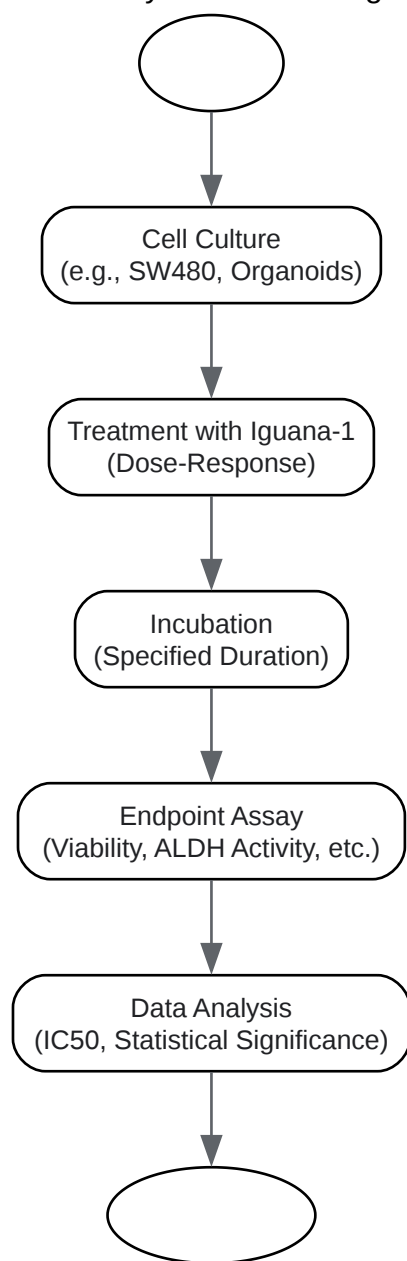 Cell Culture
(e.g., SW480, Organoids)
Treatment with Iguana-1
(Dose-Response)
Incubation
(Specified Duration)
Endpoint Assay
(Viability, ALDH Activity, etc.)
Data Analysis
(IC50, Statistical Significance)